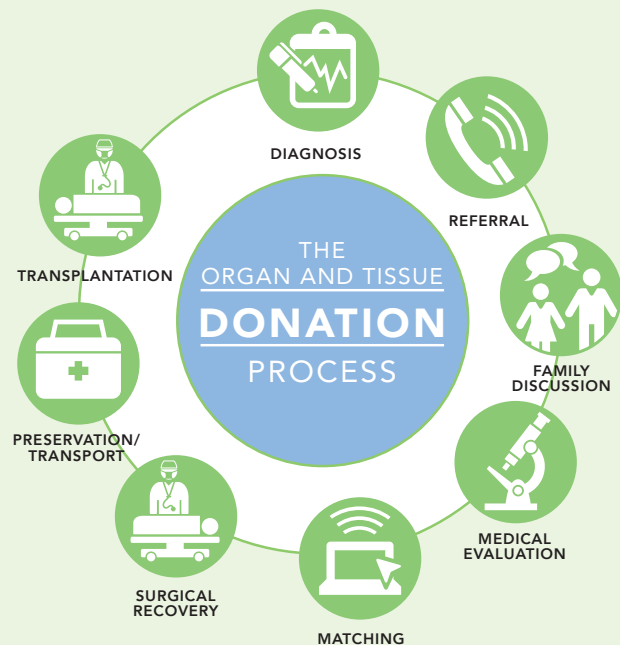 THE
ORGAN AND TISSUE
DONATION
PROCESS
DIAGNOSIS
REFERRAL
FAMILY
DISCUSSION
MEDICAL
EVALUATION
MATCHING
SURGICAL
RECOVERY
PRESERVATION/
TRANSPORT
TRANSPLANTATION